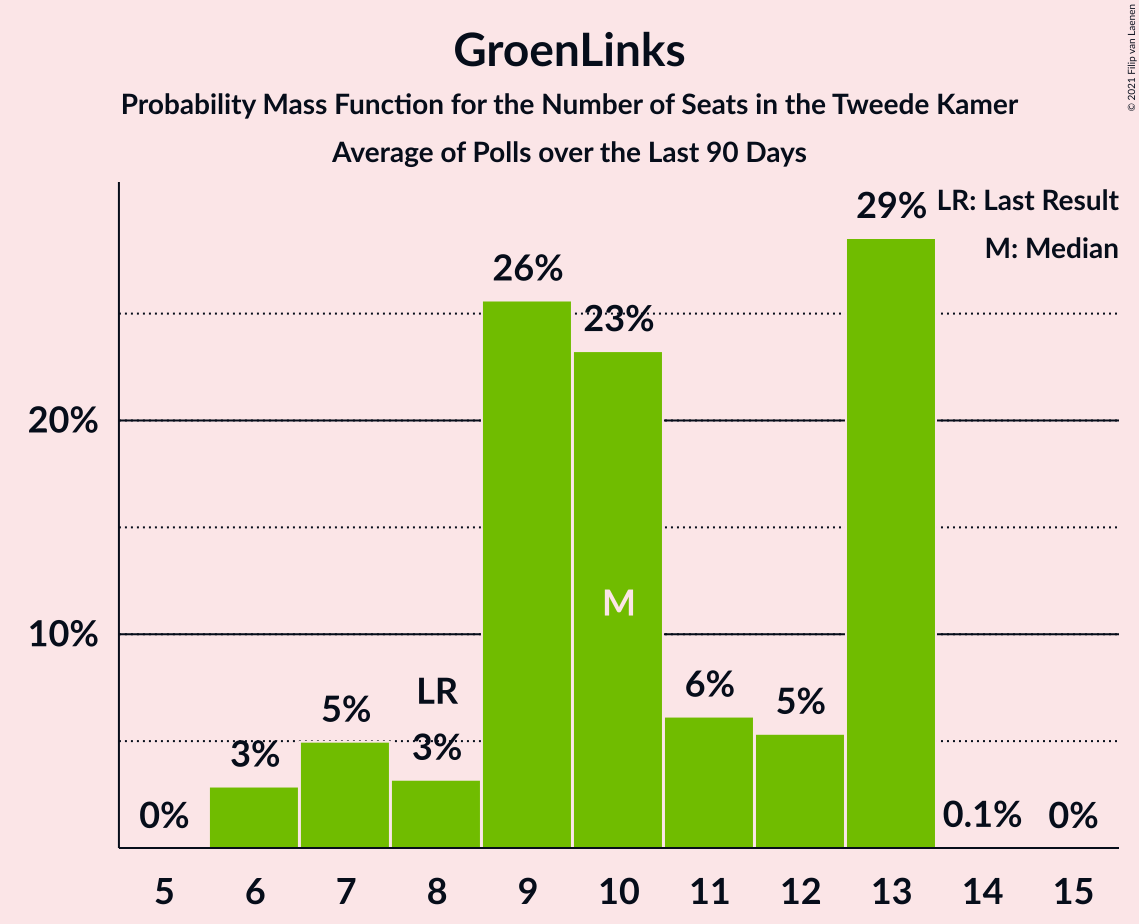 GroenLinks
Probability Mass Function for the Number of Seats in the Tweede Kamer
Average of Polls over the Last 90 Days
© 2021 Filip van Laenen
LR: Last Result
M: Median
20%
10%
0%
3%
5%
LR
3%
26%
23%
M
6%
5%
29%
0.1%
0%
5 6 7 8 9 10 11 12 13 14 15